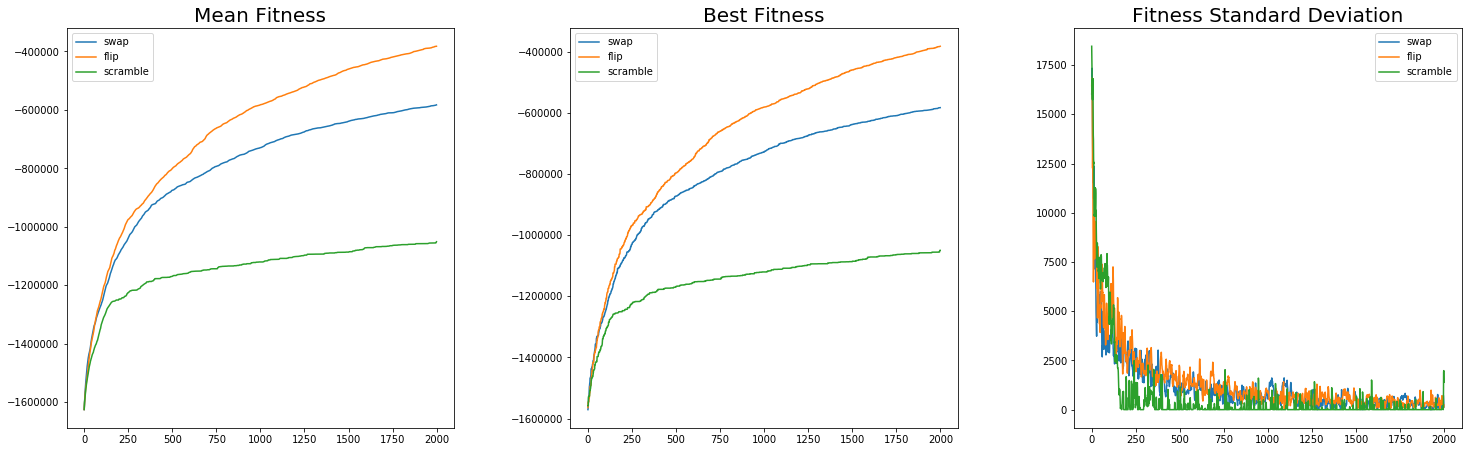 Mean Fitness
swap
flip
scramble
−400000
−600000
−800000
−1000000
−1200000
−1400000
−1600000
0 250 500 750 1000 1250 1500 1750 2000
Best Fitness
swap
flip
scramble
−400000
−600000
−800000
−1000000
−1200000
−1400000
−1600000
0 250 500 750 1000 1250 1500 1750 2000
Fitness Standard Deviation
swap
flip
scramble
17500
15000
12500
10000
7500
5000
2500
0
0 250 500 750 1000 1250 1500 1750 2000